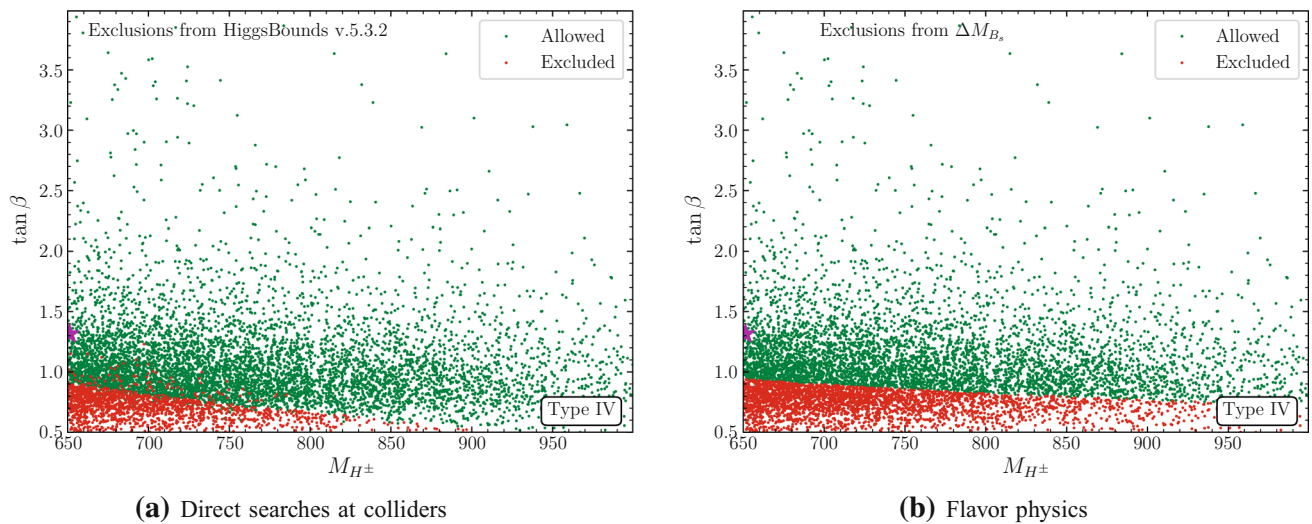 Exclusions from HiggsBounds v.5.3.2
Allowed
Excluded
3.5
3.0
2.5
2.0
1.5
1.0
0.5
tan β
Type IV
650 700 750 800 850 900 950
M_{H^±}
(a) Direct searches at colliders
Exclusions from ΔM_{B_s}
Allowed
Excluded
3.5
3.0
2.5
2.0
1.5
1.0
0.5
tan β
Type IV
650 700 750 800 850 900 950
M_{H^±}
(b) Flavor physics